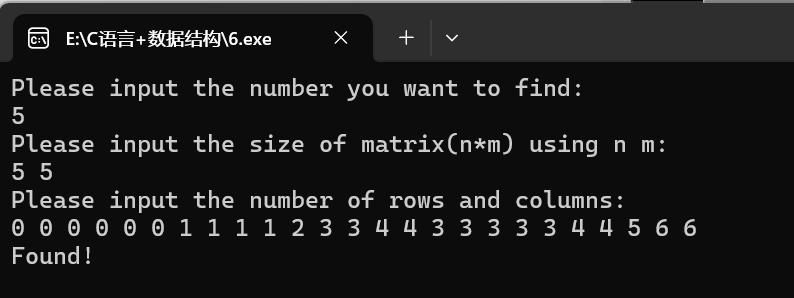 E:\C语言+数据结构\6.exe
Please input the number you want to find:
5
Please input the size of matrix(n*m) using n m:
5 5
Please input the number of rows and columns:
0 0 0 0 0 0 1 1 1 1 2 3 3 4 4 3 3 3 3 3 4 4 5 6 6
Found!